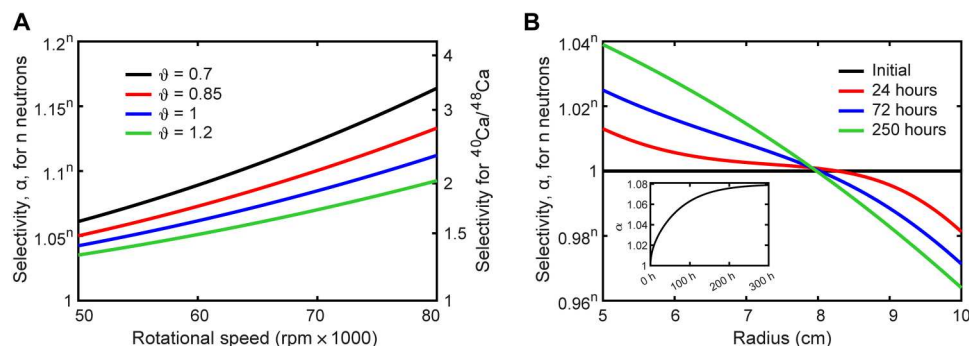 A
Selectivity, α, for n neutrons
1.2ⁿ
1.15ⁿ
1.1ⁿ
1.05ⁿ
1
ϑ = 0.7
ϑ = 0.85
ϑ = 1
ϑ = 1.2
50 60 70 80
Rotational speed (rpm × 1000)
4
3
2
1.5
1
Selectivity for ⁴⁰Ca/⁴⁸Ca
B
Selectivity, α, for n neutrons
1.04ⁿ
1.02ⁿ
1
0.98ⁿ
0.96ⁿ
Initial
24 hours
72 hours
250 hours
α
1.08
1.06
1.04
1.02
1
0 h 100 h 200 h 300 h
5 6 7 8 9 10
Radius (cm)